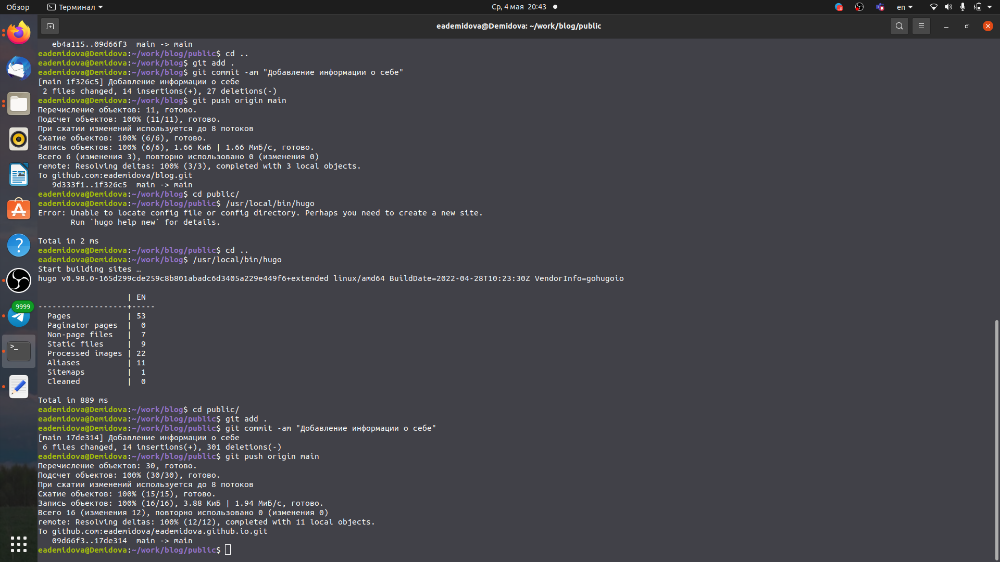 Обзор
Терминал
Ср, 4 мая 20:43
en
eademidova@Demidova: ~/work/blog/public
   eb4a115..09d66f3  main -> main
eademidova@Demidova:~/work/blog/public$ cd ..
eademidova@Demidova:~/work/blog$ git add .
eademidova@Demidova:~/work/blog$ git commit -am "Добавление информации о себе"
[main 1f326c5] Добавление информации о себе
 2 files changed, 14 insertions(+), 27 deletions(-)
eademidova@Demidova:~/work/blog$ git push origin main
Перечисление объектов: 11, готово.
Подсчет объектов: 100% (11/11), готово.
При сжатии изменений используется до 8 потоков
Сжатие объектов: 100% (6/6), готово.
Запись объектов: 100% (6/6), 1.66 КиБ | 1.66 МиБ/с, готово.
Всего 6 (изменения 3), повторно использовано 0 (изменения 0)
remote: Resolving deltas: 100% (3/3), completed with 3 local objects.
To github.com:eademidova/blog.git
   9d333f1..1f326c5  main -> main
eademidova@Demidova:~/work/blog$ cd public/
eademidova@Demidova:~/work/blog/public$ /usr/local/bin/hugo
Error: Unable to locate config file or config directory. Perhaps you need to create a new site.
       Run `hugo help new` for details.
Total in 2 ms
eademidova@Demidova:~/work/blog/public$ cd ..
eademidova@Demidova:~/work/blog$ /usr/local/bin/hugo
Start building sites …
hugo v0.98.0-165d299cde259c8b801abadc6d3405a229e449f6+extended linux/amd64 BuildDate=2022-04-28T10:23:30Z VendorInfo=gohugoio
                   | EN
-------------------+-----
  Pages            | 53
  Paginator pages  |  0
  Non-page files   |  7
  Static files     |  9
  Processed images | 22
  Aliases          | 11
  Sitemaps         |  1
  Cleaned          |  0
Total in 889 ms
eademidova@Demidova:~/work/blog$ cd public/
eademidova@Demidova:~/work/blog/public$ git add .
eademidova@Demidova:~/work/blog/public$ git commit -am "Добавление информации о себе"
[main 17de314] Добавление информации о себе
 6 files changed, 14 insertions(+), 301 deletions(-)
eademidova@Demidova:~/work/blog/public$ git push origin main
Перечисление объектов: 30, готово.
Подсчет объектов: 100% (30/30), готово.
При сжатии изменений используется до 8 потоков
Сжатие объектов: 100% (15/15), готово.
Запись объектов: 100% (16/16), 3.88 КиБ | 1.94 МиБ/с, готово.
Всего 16 (изменения 12), повторно использовано 0 (изменения 0)
remote: Resolving deltas: 100% (12/12), completed with 11 local objects.
To github.com:eademidova/eademidova.github.io.git
   09d66f3..17de314  main -> main
eademidova@Demidova:~/work/blog/public$
9999